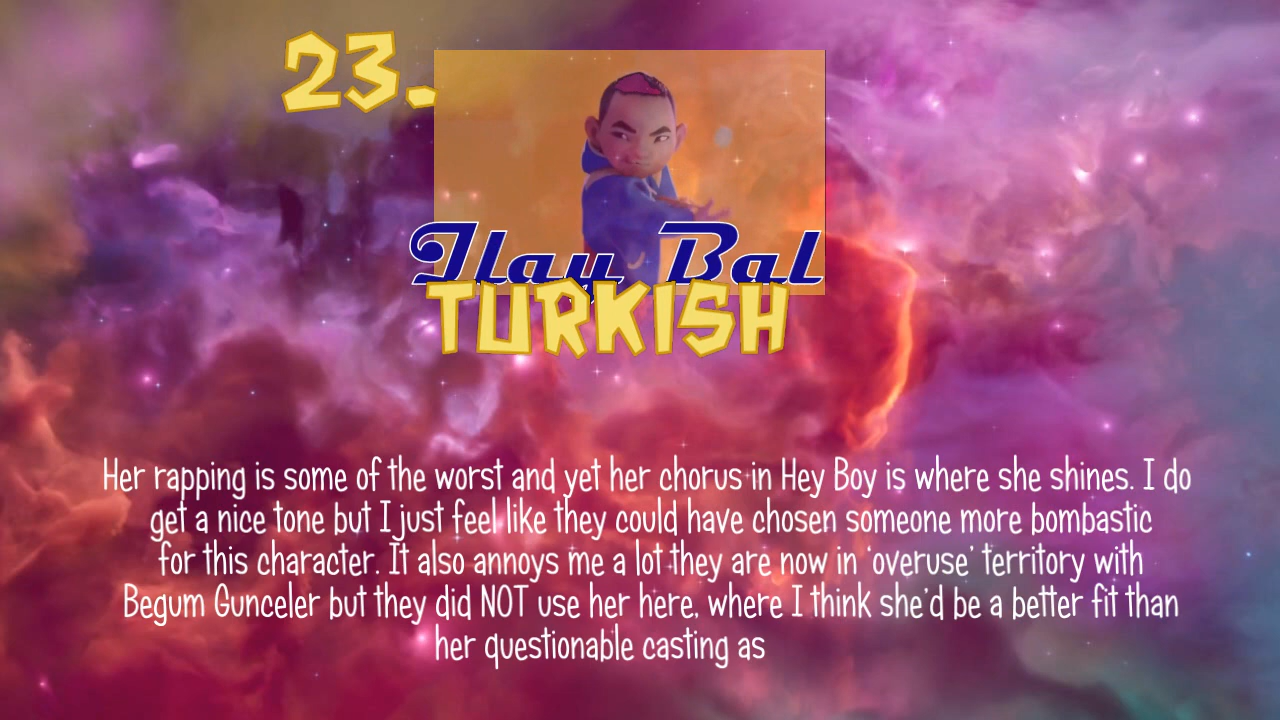 23.
Ilay Bal
TURKISH
Her rapping is some of the worst and yet her chorus in Hey Boy is where she shines. I do
get a nice tone but I just feel like they could have chosen someone more bombastic
for this character. It also annoys me a lot they are now in ‘overuse’ territory with
Begum Gunceler but they did NOT use her here, where I think she'd be a better fit than
her questionable casting as